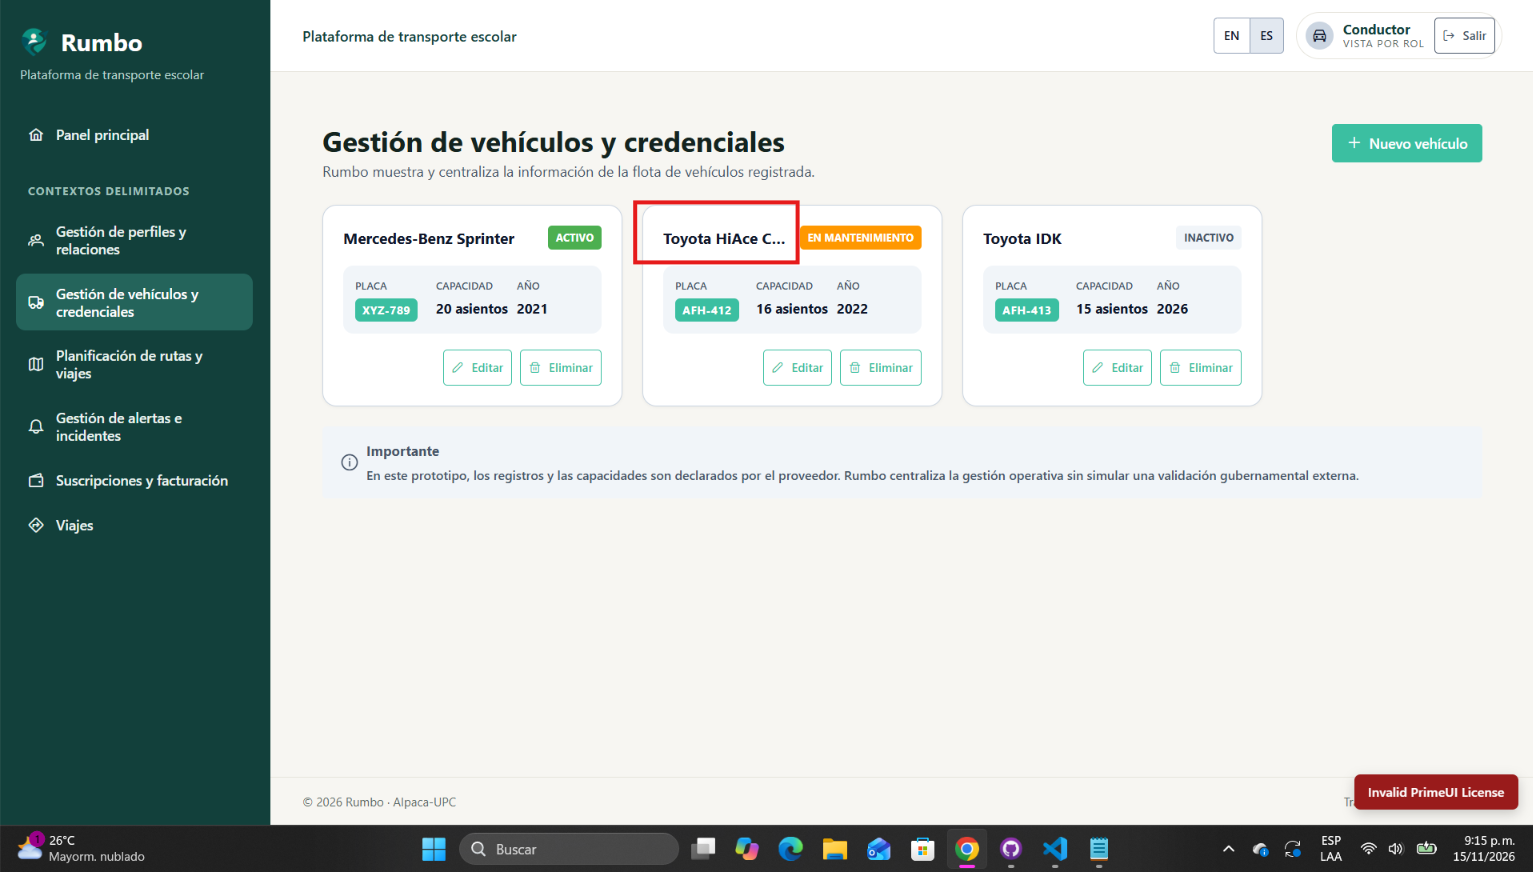 Rumbo
Plataforma de transporte escolar
Panel principal
CONTEXTOS DELIMITADOS
Gestión de perfiles y
relaciones
Gestión de vehículos y
credenciales
Planificación de rutas y
viajes
Gestión de alertas e
incidentes
Suscripciones y facturación
Viajes
Plataforma de transporte escolar
EN ES
Conductor
VISTA POR ROL
Salir
Gestión de vehículos y credenciales
Rumbo muestra y centraliza la información de la flota de vehículos registrada.
+ Nuevo vehículo
Mercedes-Benz Sprinter ACTIVO
PLACA CAPACIDAD AÑO
XYZ-789 20 asientos 2021
Editar Eliminar
Toyota HiAce C... EN MANTENIMIENTO
PLACA CAPACIDAD AÑO
AFH-412 16 asientos 2022
Editar Eliminar
Toyota IDK INACTIVO
PLACA CAPACIDAD AÑO
AFH-413 15 asientos 2026
Editar Eliminar
Importante
En este prototipo, los registros y las capacidades son declarados por el proveedor. Rumbo centraliza la gestión operativa sin simular una validación gubernamental externa.
© 2026 Rumbo · Alpaca-UPC
Invalid PrimeUI License
1
26°C
Mayorm. nublado
Buscar
ESP
LAA
9:15 p. m.
15/11/2026